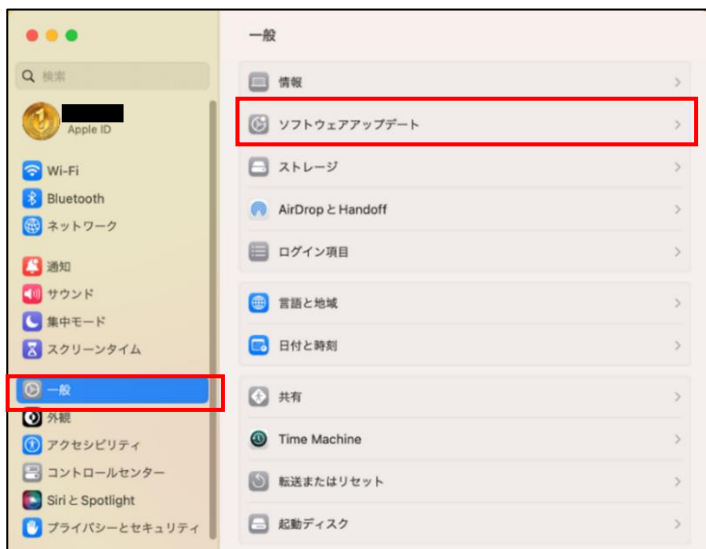 一般
検索
Apple ID
Wi-Fi
Bluetooth
ネットワーク
通知
サウンド
集中モード
スクリーンタイム
一般
外観
アクセシビリティ
コントロールセンター
Siri と Spotlight
プライバシーとセキュリティ
情報
ソフトウェアアップデート
ストレージ
AirDrop と Handoff
ログイン項目
言語と地域
日付と時刻
共有
Time Machine
転送またはリセット
起動ディスク